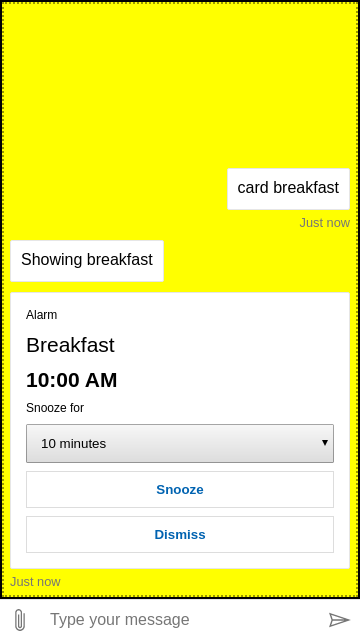 card breakfast
Just now
Showing breakfast
Alarm
Breakfast
10:00 AM
Snooze for
10 minutes
Snooze
Dismiss
Just now
Type your message